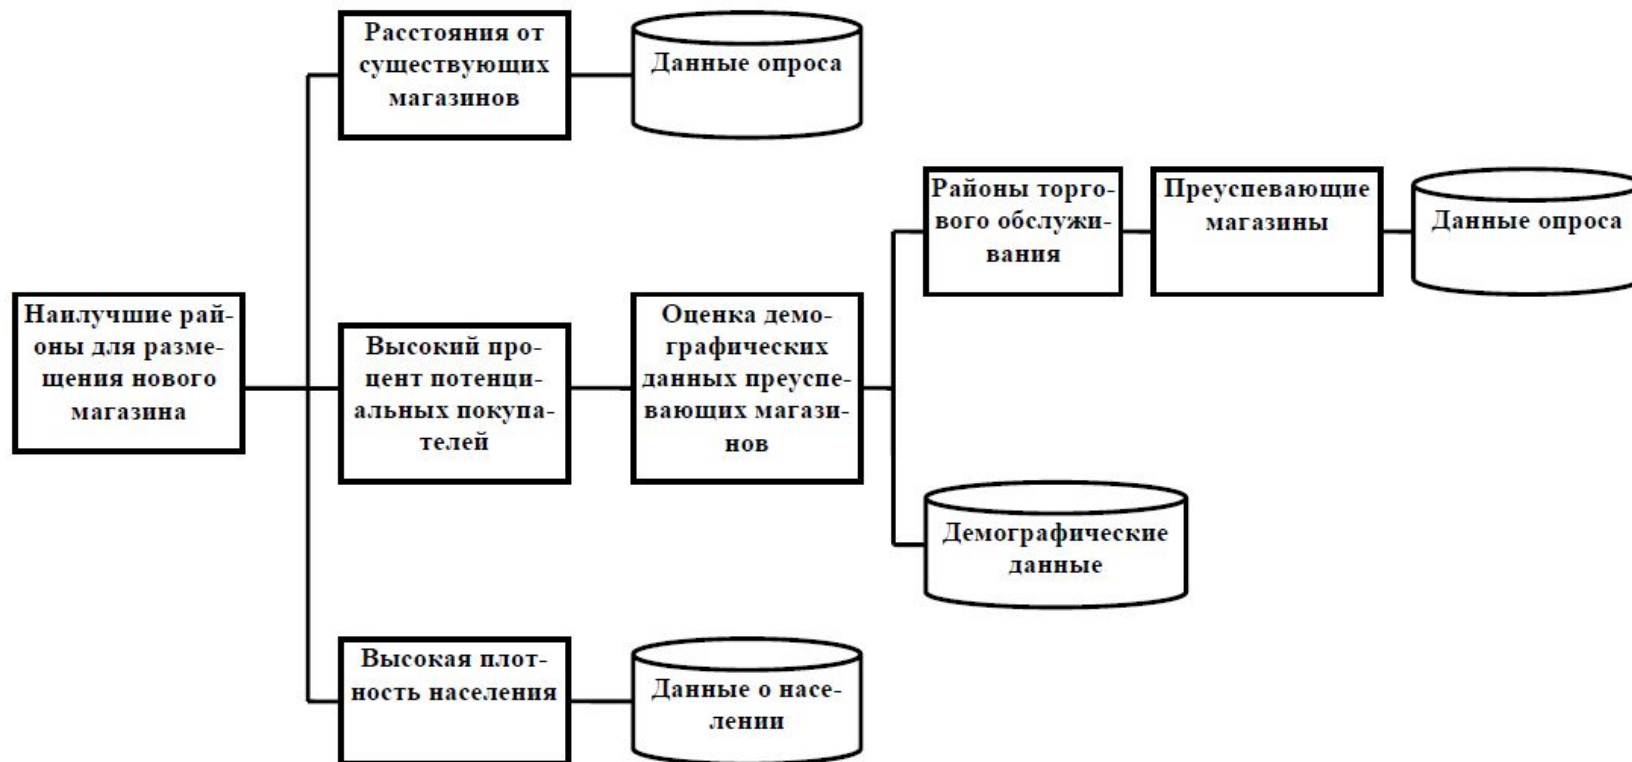 Расстояния от
существующих
магазинов
Данные опроса
Районы торго-
вого обслужи-
вания
Преуспевающие
магазины
Данные опроса
Наилучшие рай-
оны для разме-
щения нового
магазина
Высокий про-
цент потенци-
альных покупа-
телей
Оценка демо-
графических
данных преуспе-
вающих магази-
нов
Демографические
данные
Высокая плот-
ность населения
Данные о насе-
лении